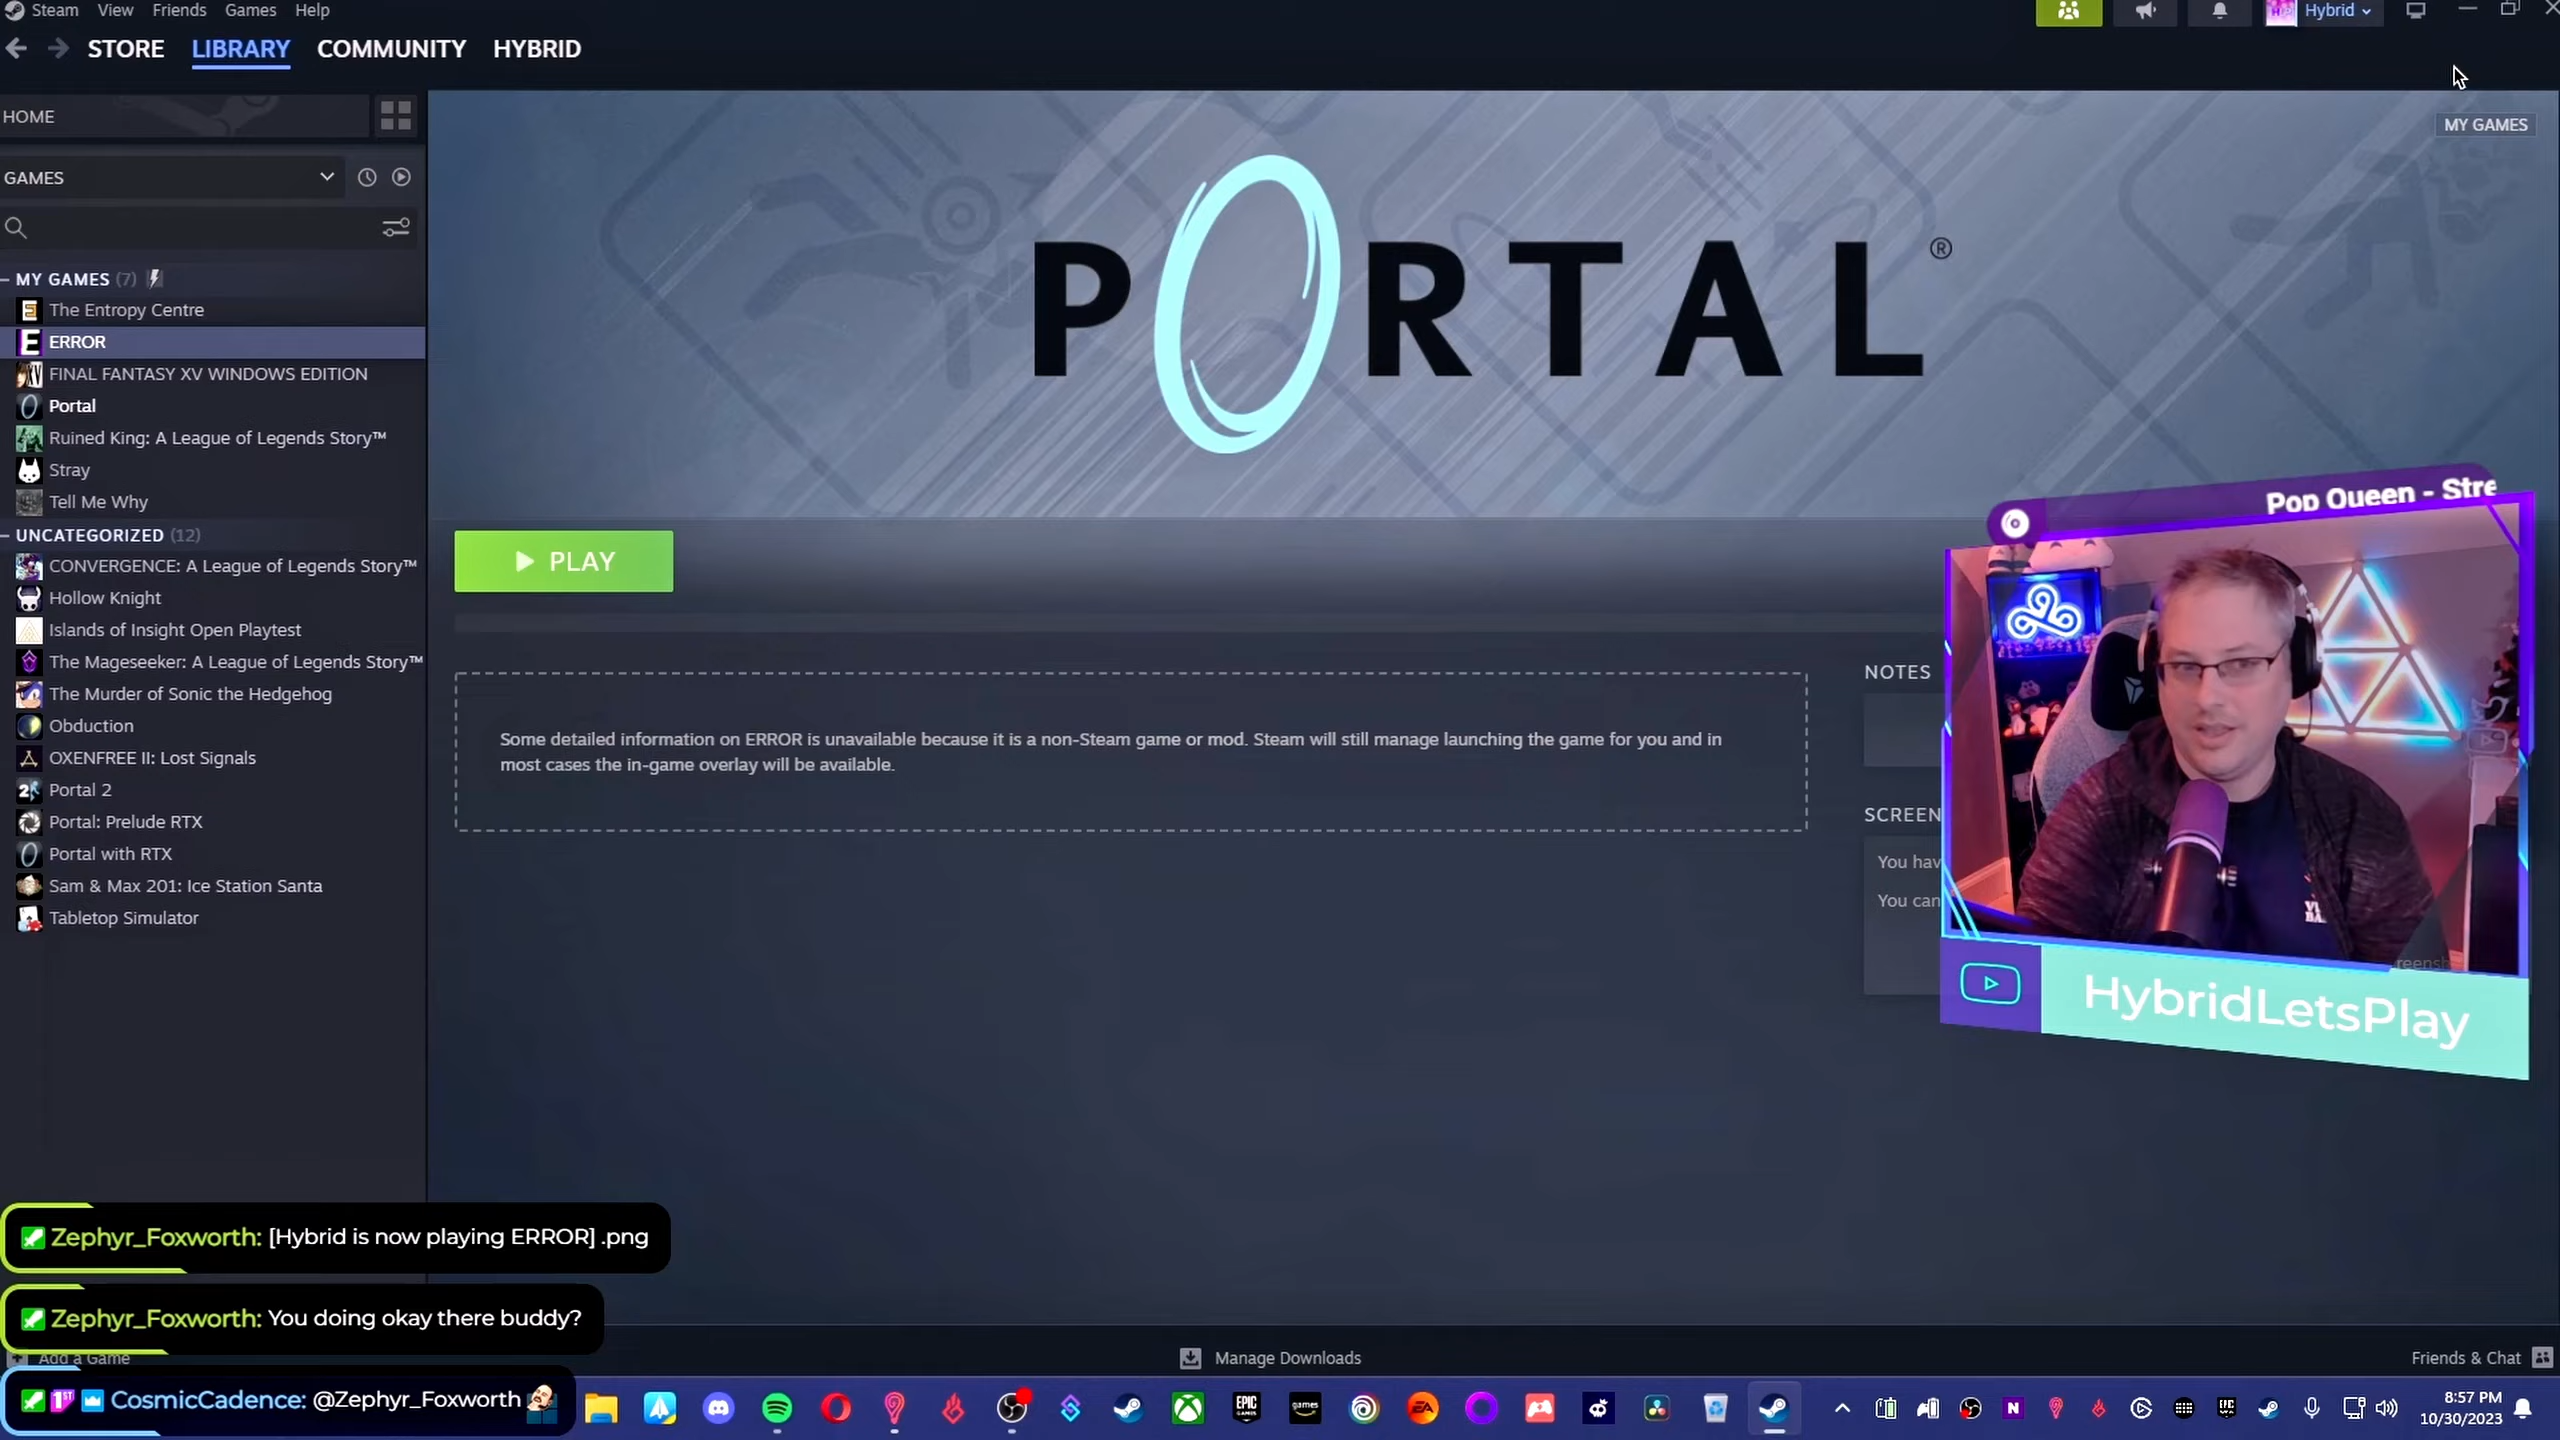 Steam View Friends Games Help
Hybrid
STORE LIBRARY COMMUNITY HYBRID
HOME
MY GAMES
GAMES
PORTAL®
MY GAMES (7)
The Entropy Centre
ERROR
FINAL FANTASY XV WINDOWS EDITION
Portal
Ruined King: A League of Legends Story™
Stray
Tell Me Why
UNCATEGORIZED (12)
CONVERGENCE: A League of Legends Story™
Hollow Knight
Islands of Insight Open Playtest
The Mageseeker: A League of Legends Story™
The Murder of Sonic the Hedgehog
Obduction
OXENFREE II: Lost Signals
Portal 2
Portal: Prelude RTX
Portal with RTX
Sam & Max 201: Ice Station Santa
Tabletop Simulator
PLAY
Some detailed information on ERROR is unavailable because it is a non-Steam game or mod. Steam will still manage launching the game for you and in
most cases the in-game overlay will be available.
NOTES
SCREEN
You hav
You can
Pop Queen - Stre
HybridLetsPlay
Zephyr_Foxworth: [Hybrid is now playing ERROR] .png
Zephyr_Foxworth: You doing okay there buddy?
Add a Game
Manage Downloads
Friends & Chat
CosmicCadence: @Zephyr_Foxworth
8:57 PM
10/30/2023